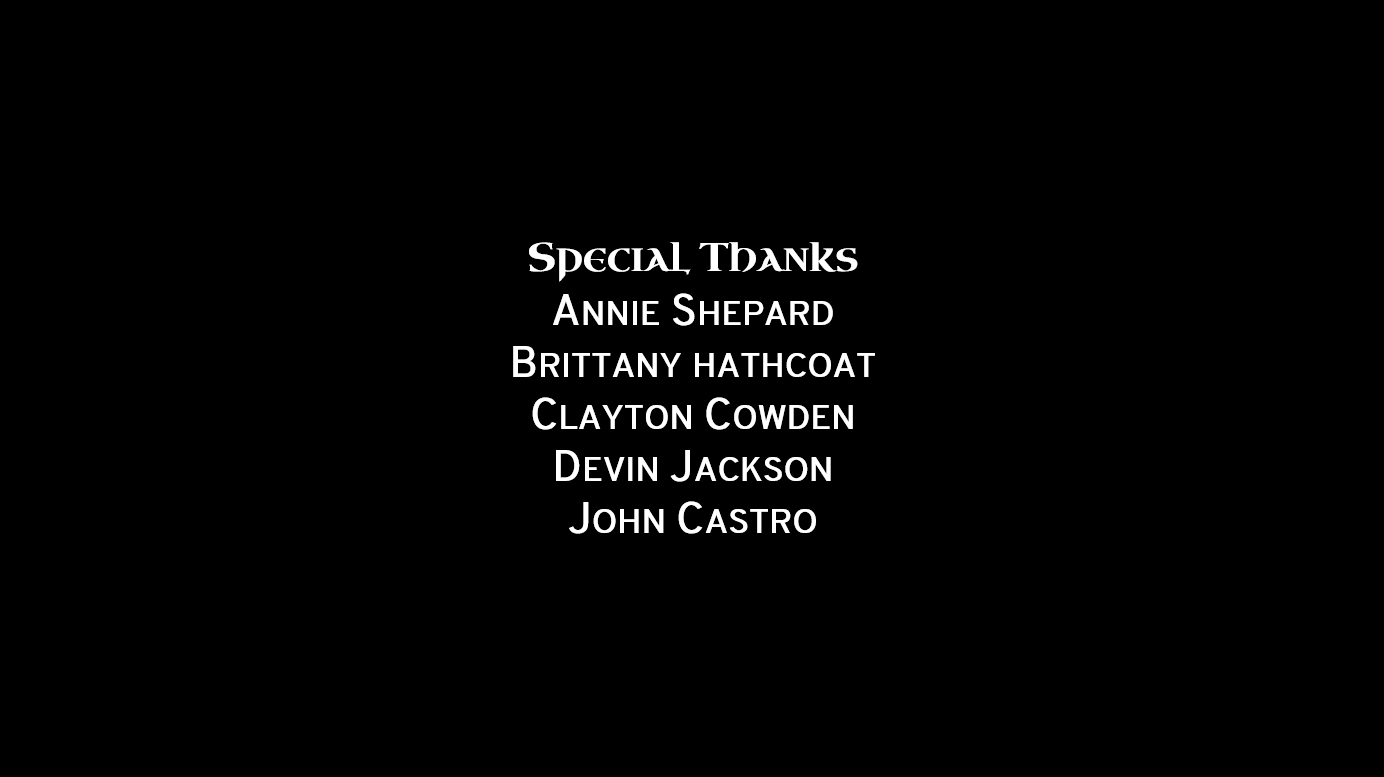 Special Thanks
Annie Shepard
Brittany hathcoat
Clayton Cowden
Devin Jackson
John Castro